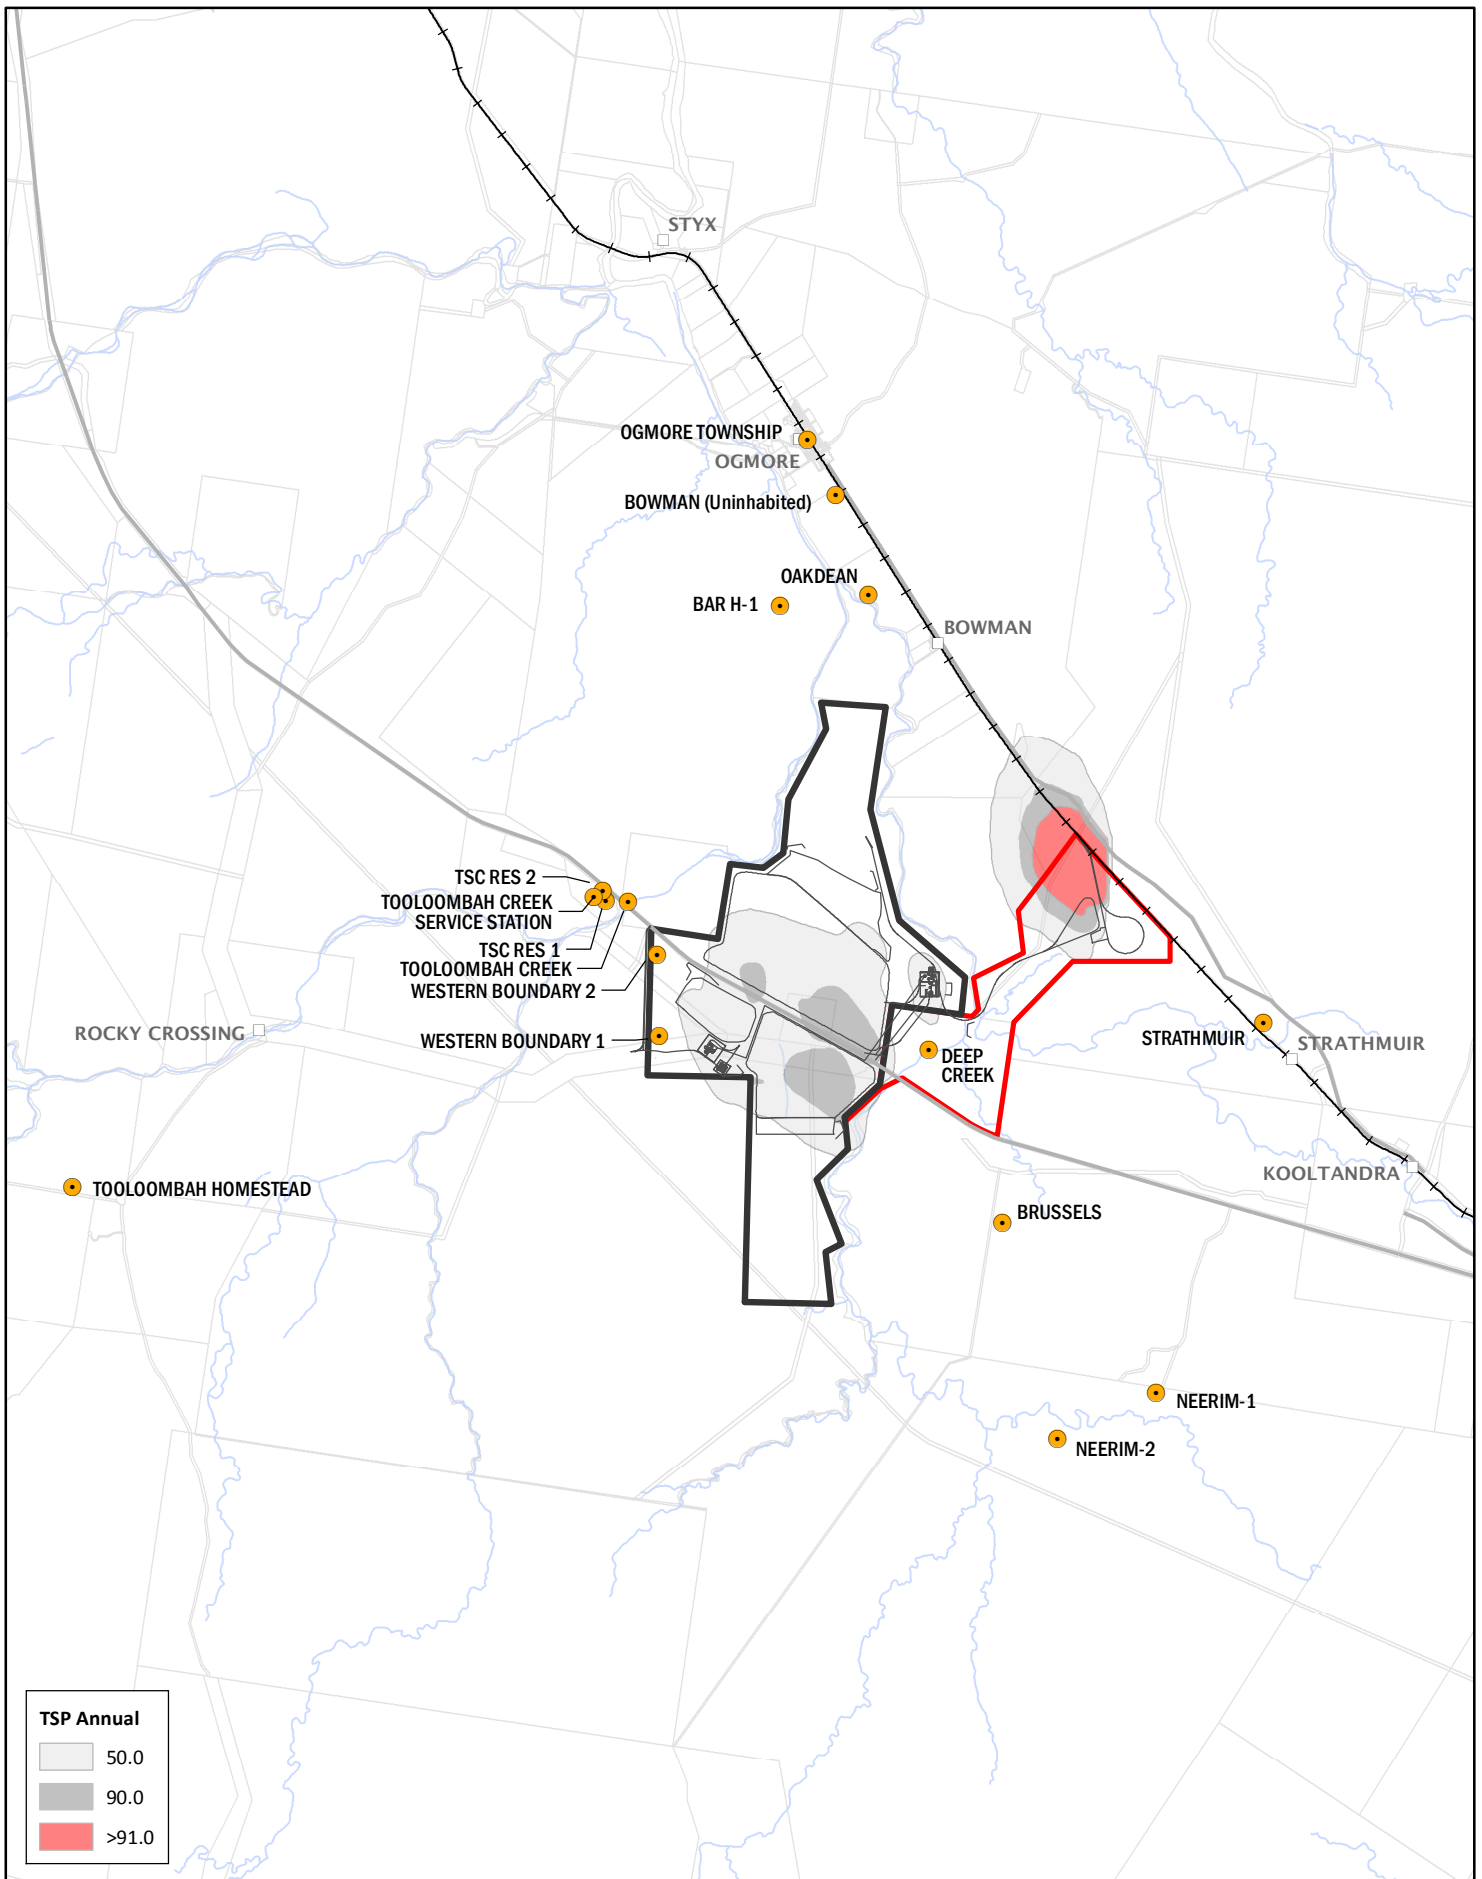 STYX
OGMORE TOWNSHIP
OGMORE
BOWMAN (Uninhabited)
OAKDEAN
BAR H-1
BOWMAN
TSC RES 2
TOOLOOMBAH CREEK
SERVICE STATION
TSC RES 1
TOOLOOMBAH CREEK
WESTERN BOUNDARY 2
ROCKY CROSSING
WESTERN BOUNDARY 1
STRATHMUIR
STRATHMUIR
DEEP
CREEK
KOOLTANDRA
TOOLOOMBAH HOMESTEAD
BRUSSELS
NEERIM-1
NEERIM-2
TSP Annual
50.0
90.0
>91.0